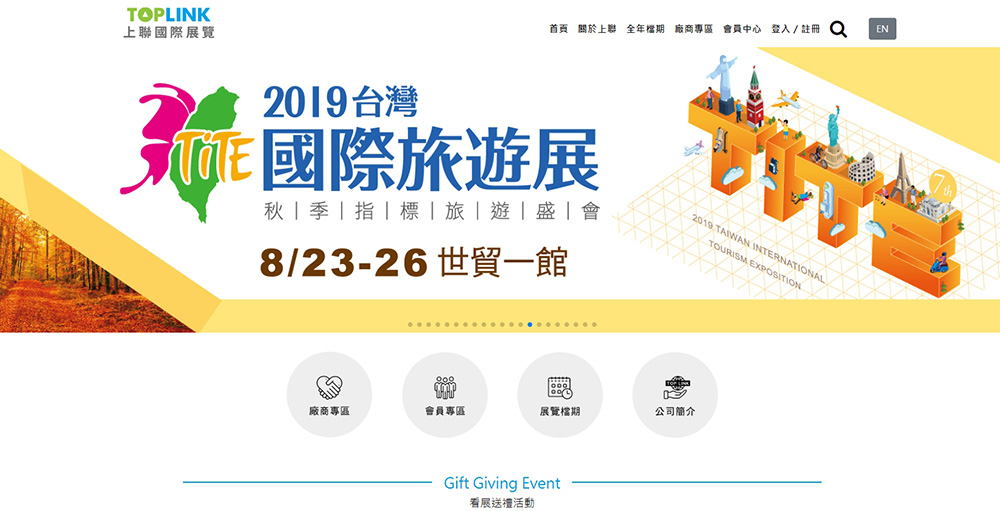 TOPLINK
上聯國際展覽
首頁 關於上聯 全年檔期 廠商專區 會員中心 登入 / 註冊 EN
2019台灣
TiTE 國際旅遊展
秋|季|指|標|旅|遊|盛|會
8/23-26 世貿一館
TITE
7th
2019 TAIWAN INTERNATIONAL
TOURISM EXPOSITION
廠商專區 會員專區 展覽檔期 公司簡介
TOP LINK
Gift Giving Event
看展送禮活動